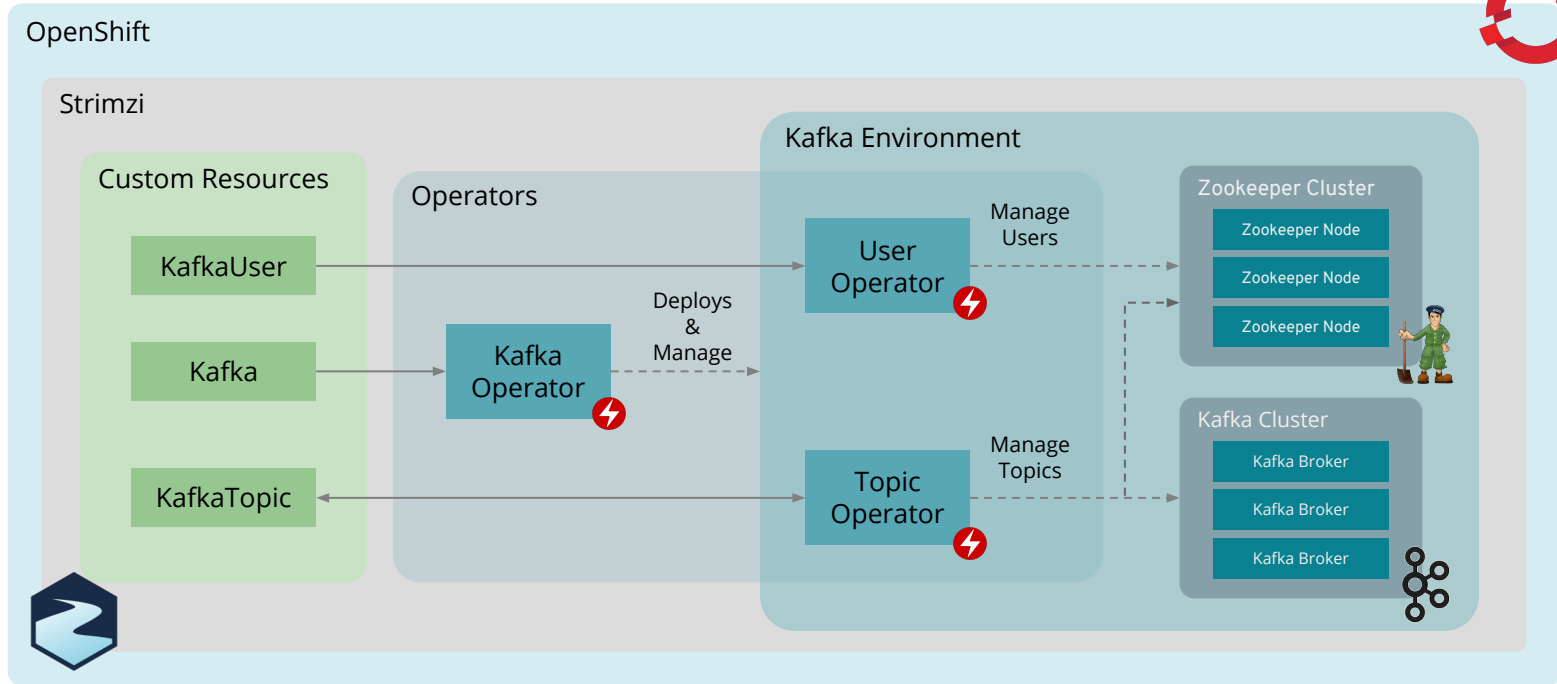 OpenShift
Strimzi
Custom Resources
KafkaUser
Kafka
KafkaTopic
Operators
Kafka
Operator
Deploys
&
Manage
Kafka Environment
User
Operator
Manage
Users
Topic
Operator
Manage
Topics
Zookeeper Cluster
Zookeeper Node
Zookeeper Node
Zookeeper Node
Kafka Cluster
Kafka Broker
Kafka Broker
Kafka Broker